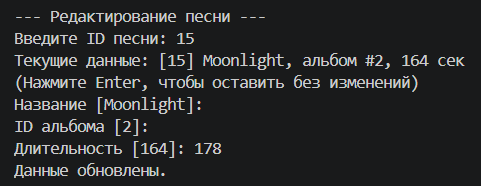 --- Редактирование песни ---
Введите ID песни: 15
Текущие данные: [15] Moonlight, альбом #2, 164 сек
(Нажмите Enter, чтобы оставить без изменений)
Название [Moonlight]:
ID альбома [2]:
Длительность [164]: 178
Данные обновлены.